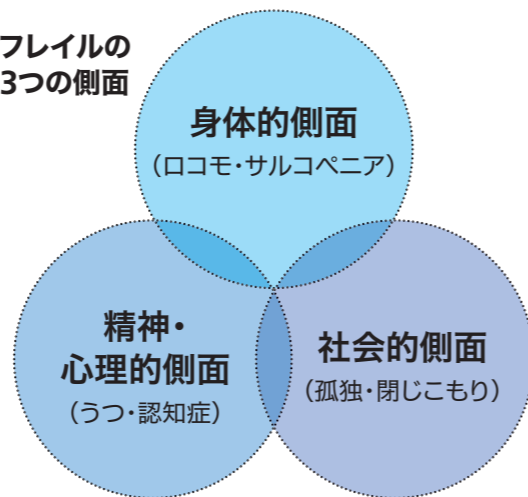 フレイルの
3つの側面
身体的側面
（ロコモ・サルコペニア）
精神・
心理的側面
（うつ・認知症）
社会的側面
（孤独・閉じこもり）